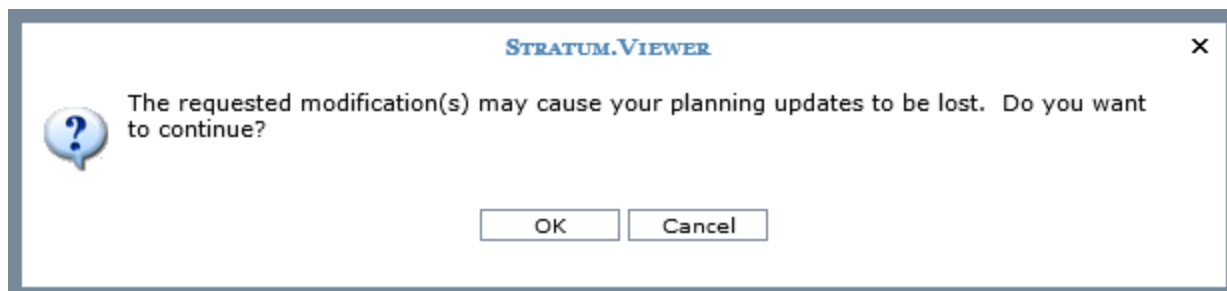 Stratum.Viewer
The requested modification(s) may cause your planning updates to be lost. Do you want
to continue?
OK Cancel